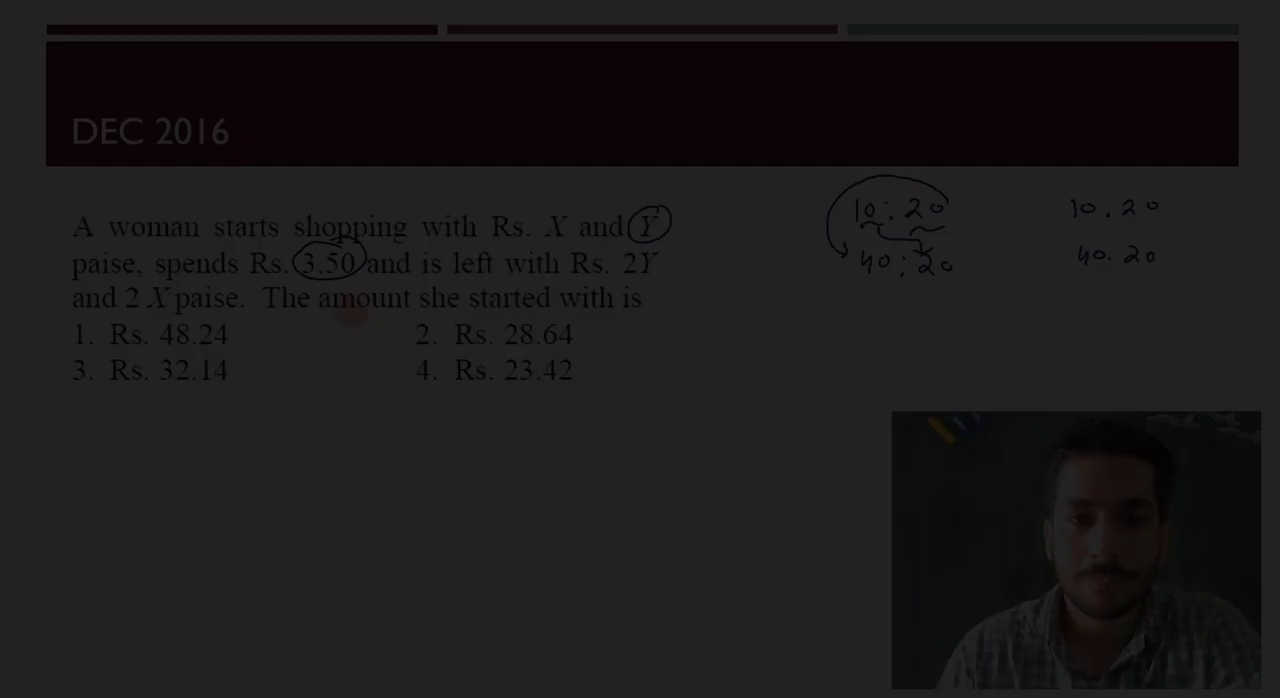 DEC 2016
A woman starts shopping with Rs. X and Y
paise, spends Rs. 3.50 and is left with Rs. 2Y
and 2 X paise. The amount she started with is
1. Rs. 48.24 2. Rs. 28.64
3. Rs. 32.14 4. Rs. 23.42
10 : 20 10.20
40 : 20 40.20